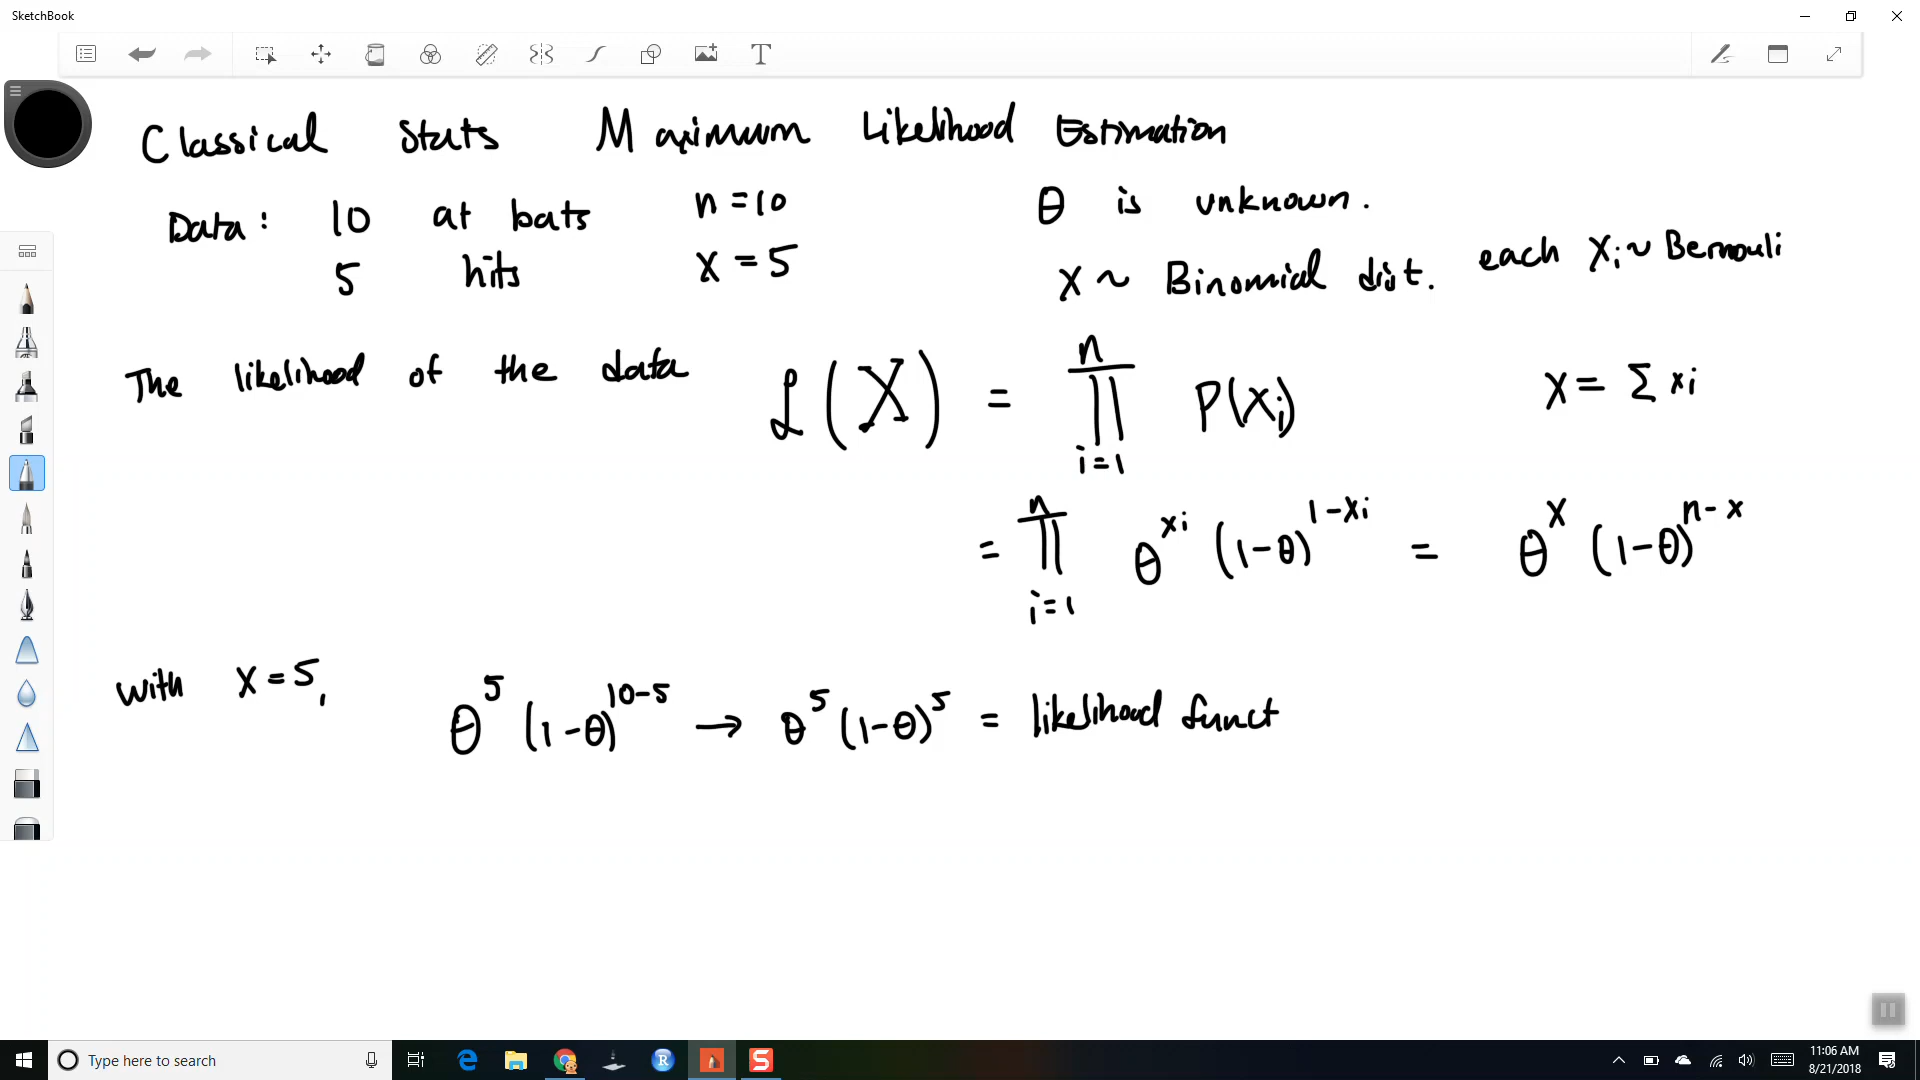 SketchBook
Classical Stats Maximum Likelihood Estimation
Data: 10 at bats n=10 θ is unknown.
5 hits x=5 X ~ Binomial dist. each Xi ~ Bernouli
The likelihood of the data ℒ(X) = ∏_{i=1}^{n} P(Xi) X = Σ xi
= ∏_{i=1}^{n} θ^{xi} (1-θ)^{1-xi} = θ^X (1-θ)^{n-x}
with X=5, θ^5 (1-θ)^{10-5} → θ^5 (1-θ)^5 = likelihood funct
Type here to search
11:06 AM
8/21/2018